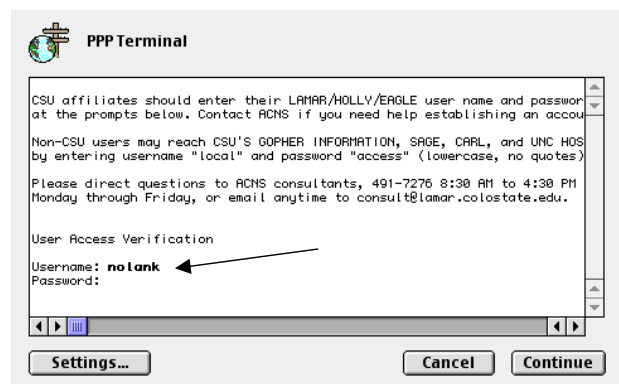 PPP Terminal
CSU affiliates should enter their LAMAR/HOLLY/EAGLE user name and passwor
at the prompts below. Contact ACNS if you need help establishing an accou
Non-CSU users may reach CSU'S GOPHER INFORMATION, SAGE, CARL, and UNC HOS
by entering username "local" and password "access" (lowercase, no quotes)
Please direct questions to ACNS consultants, 491-7276 8:30 AM to 4:30 PM
Monday through Friday, or email anytime to consult@lamar.colostate.edu.
User Access Verification
Username: nolank
Password:
Settings... Cancel Continue